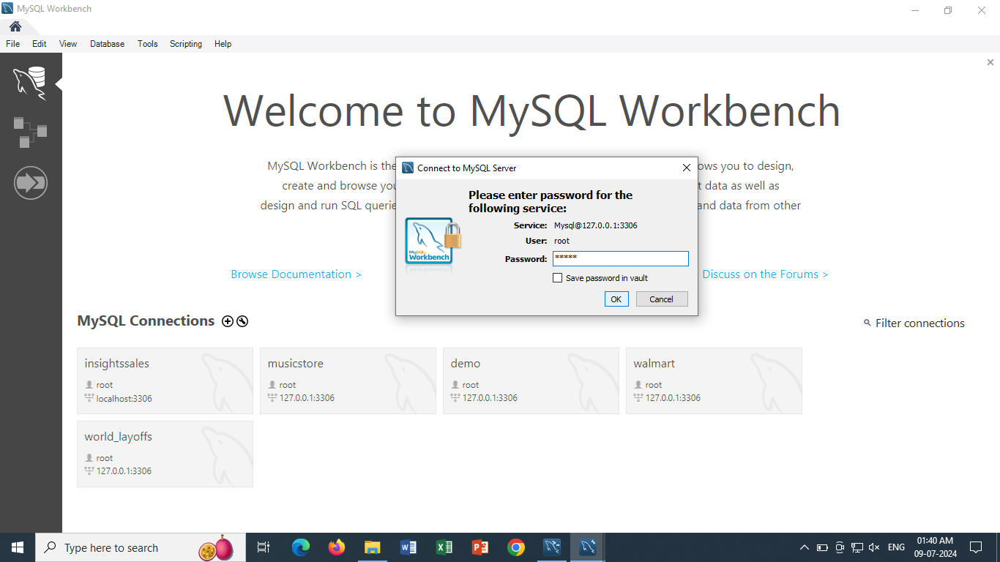 MySQL Workbench
File Edit View Database Tools Scripting Help
Welcome to MySQL Workbench
MySQL Workbench is the
ows you to design,
create and browse you
t data as well as
design and run SQL querie
and data from other
Browse Documentation >
Discuss on the Forums >
Connect to MySQL Server
Please enter password for the
following service:
Service: Mysql@127.0.0.1:3306
User: root
Password: *****
Save password in vault
OK Cancel
MySQL Workbench
MySQL Connections
Filter connections
insightssales
root
localhost:3306
musicstore
root
127.0.0.1:3306
demo
root
127.0.0.1:3306
walmart
root
127.0.0.1:3306
world_layoffs
root
127.0.0.1:3306
Type here to search
ENG
01:40 AM
09-07-2024